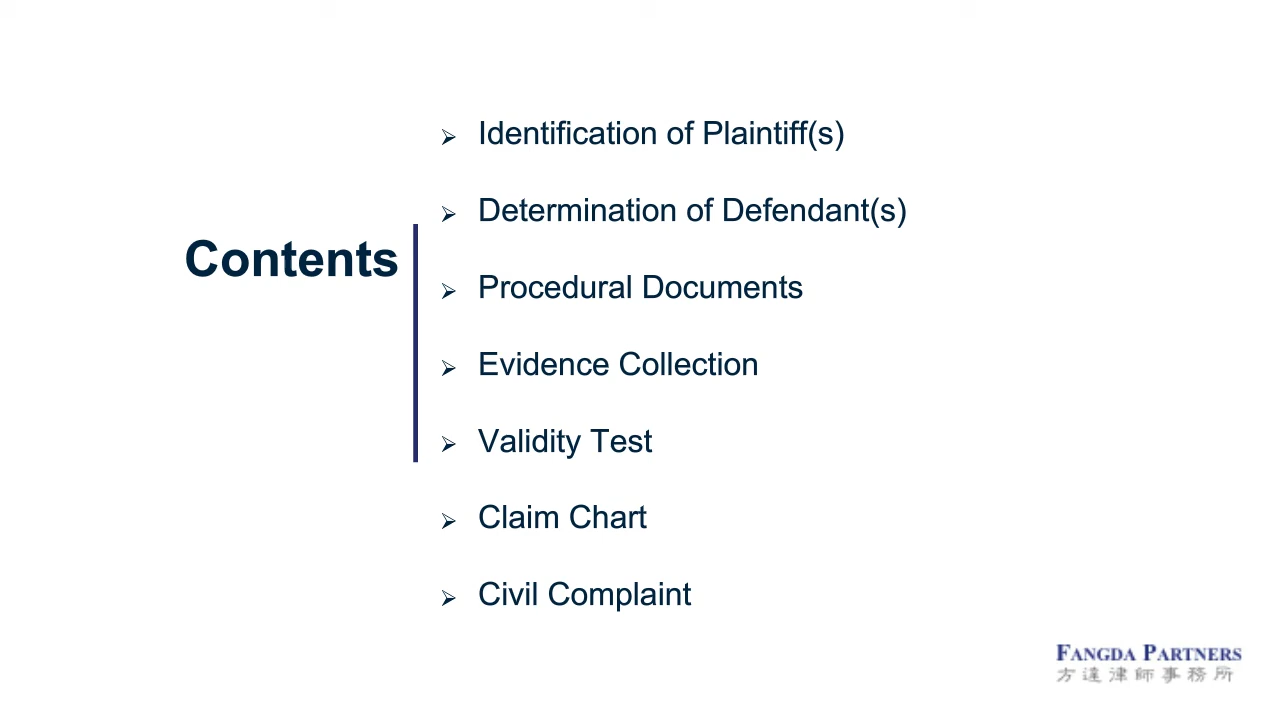 Contents
Identification of Plaintiff(s)
Determination of Defendant(s)
Procedural Documents
Evidence Collection
Validity Test
Claim Chart
Civil Complaint
FANGDA PARTNERS
方達律師事務所